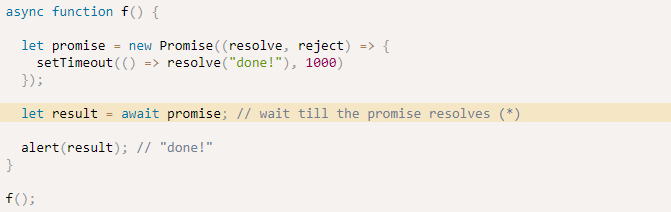 async function f() {
let promise = new Promise((resolve, reject) => {
setTimeout(() => resolve("done!"), 1000)
});
let result = await promise; // wait till the promise resolves (*)
alert(result); // "done!"
}
f();